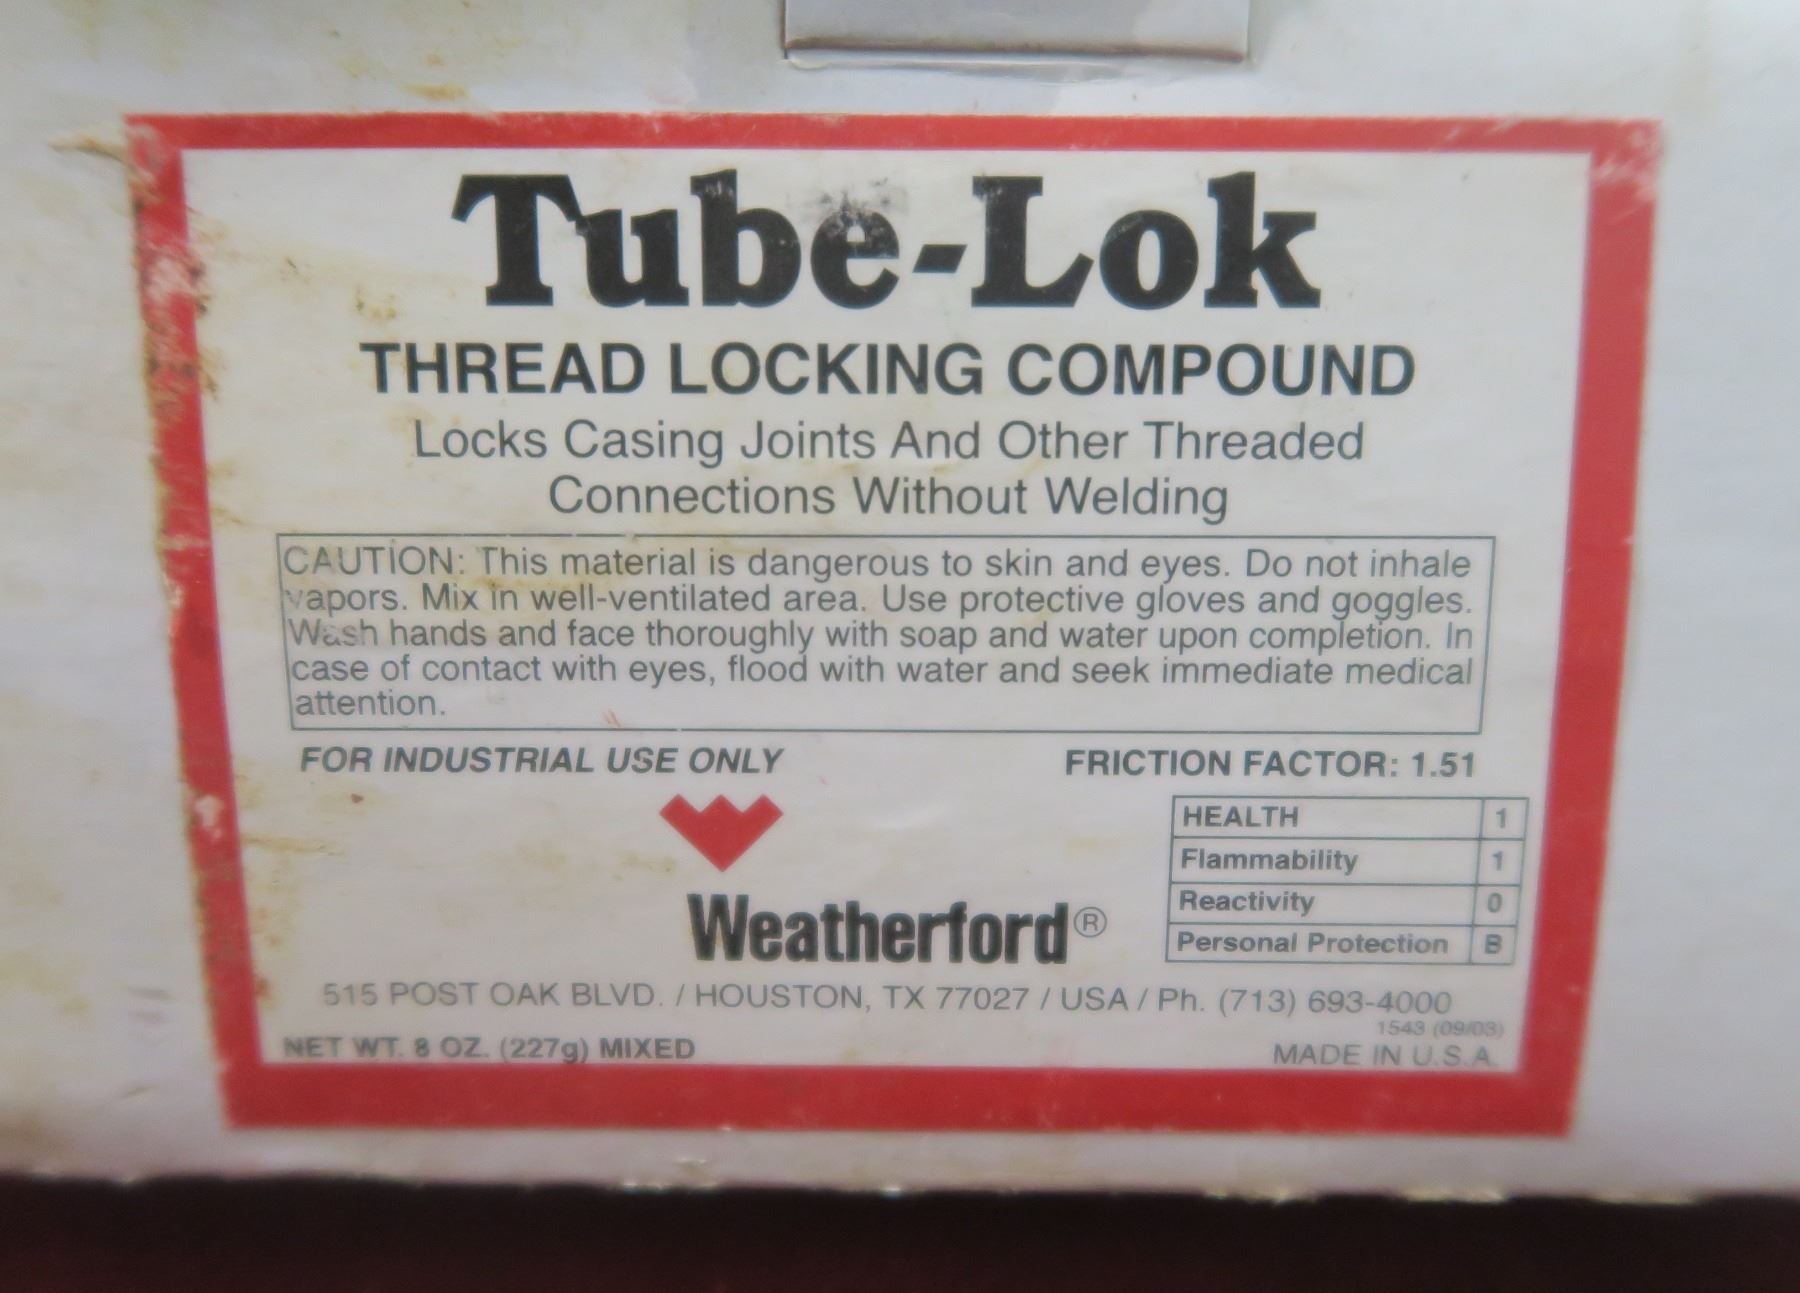 Tube-Lok
THREAD LOCKING COMPOUND
Locks Casing Joints And Other Threaded
Connections Without Welding
CAUTION: This material is dangerous to skin and eyes. Do not inhale
vapors. Mix in well-ventilated area. Use protective gloves and goggles.
Wash hands and face thoroughly with soap and water upon completion. In
case of contact with eyes, flood with water and seek immediate medical
attention.
FOR INDUSTRIAL USE ONLY
FRICTION FACTOR: 1.51
HEALTH 1
Flammability 1
Reactivity 0
Personal Protection B
Weatherford®
515 POST OAK BLVD. / HOUSTON, TX 77027 / USA / Ph. (713) 693-4000
1543 (09/03)
NET WT. 8 OZ. (227g) MIXED
MADE IN U.S.A.